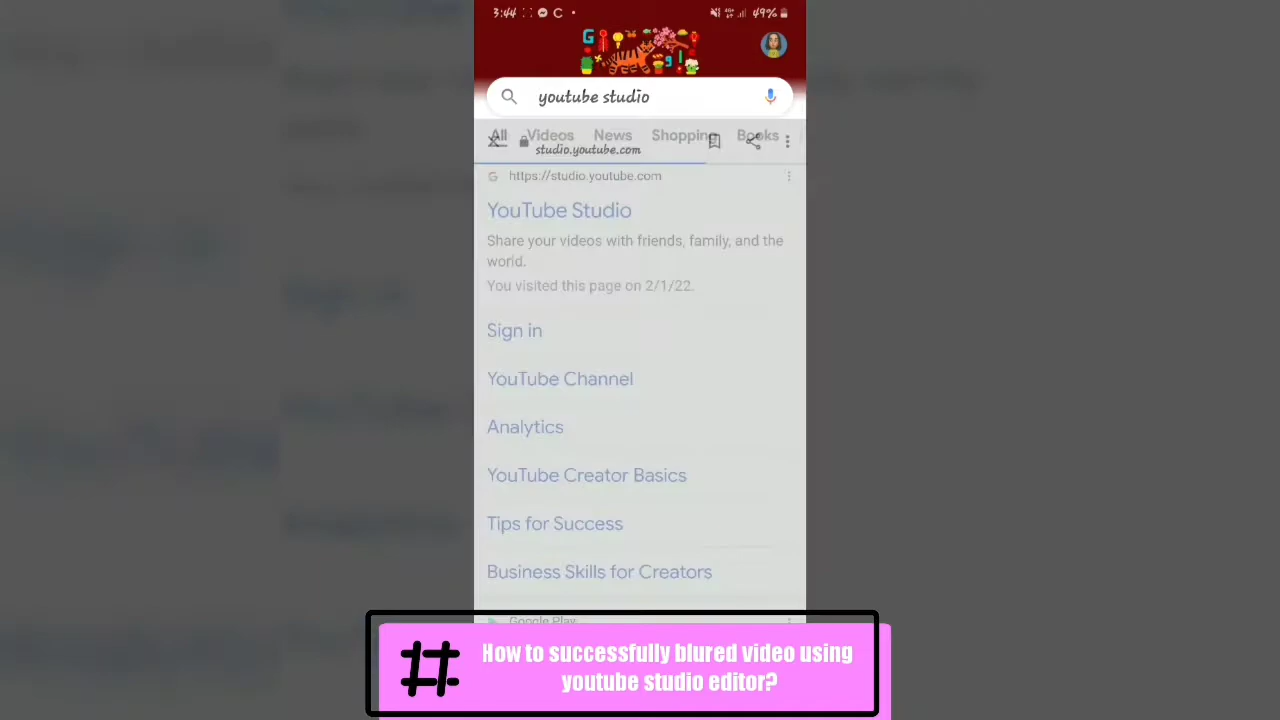 3:44
49%
youtube studio
All Videos News Shopping Books
studio.youtube.com
https://studio.youtube.com
YouTube Studio
Share your videos with friends, family, and the
world.
You visited this page on 2/1/22.
Sign in
YouTube Channel
Analytics
YouTube Creator Basics
Tips for Success
Business Skills for Creators
Google Play
How to successfully blured video using
youtube studio editor?